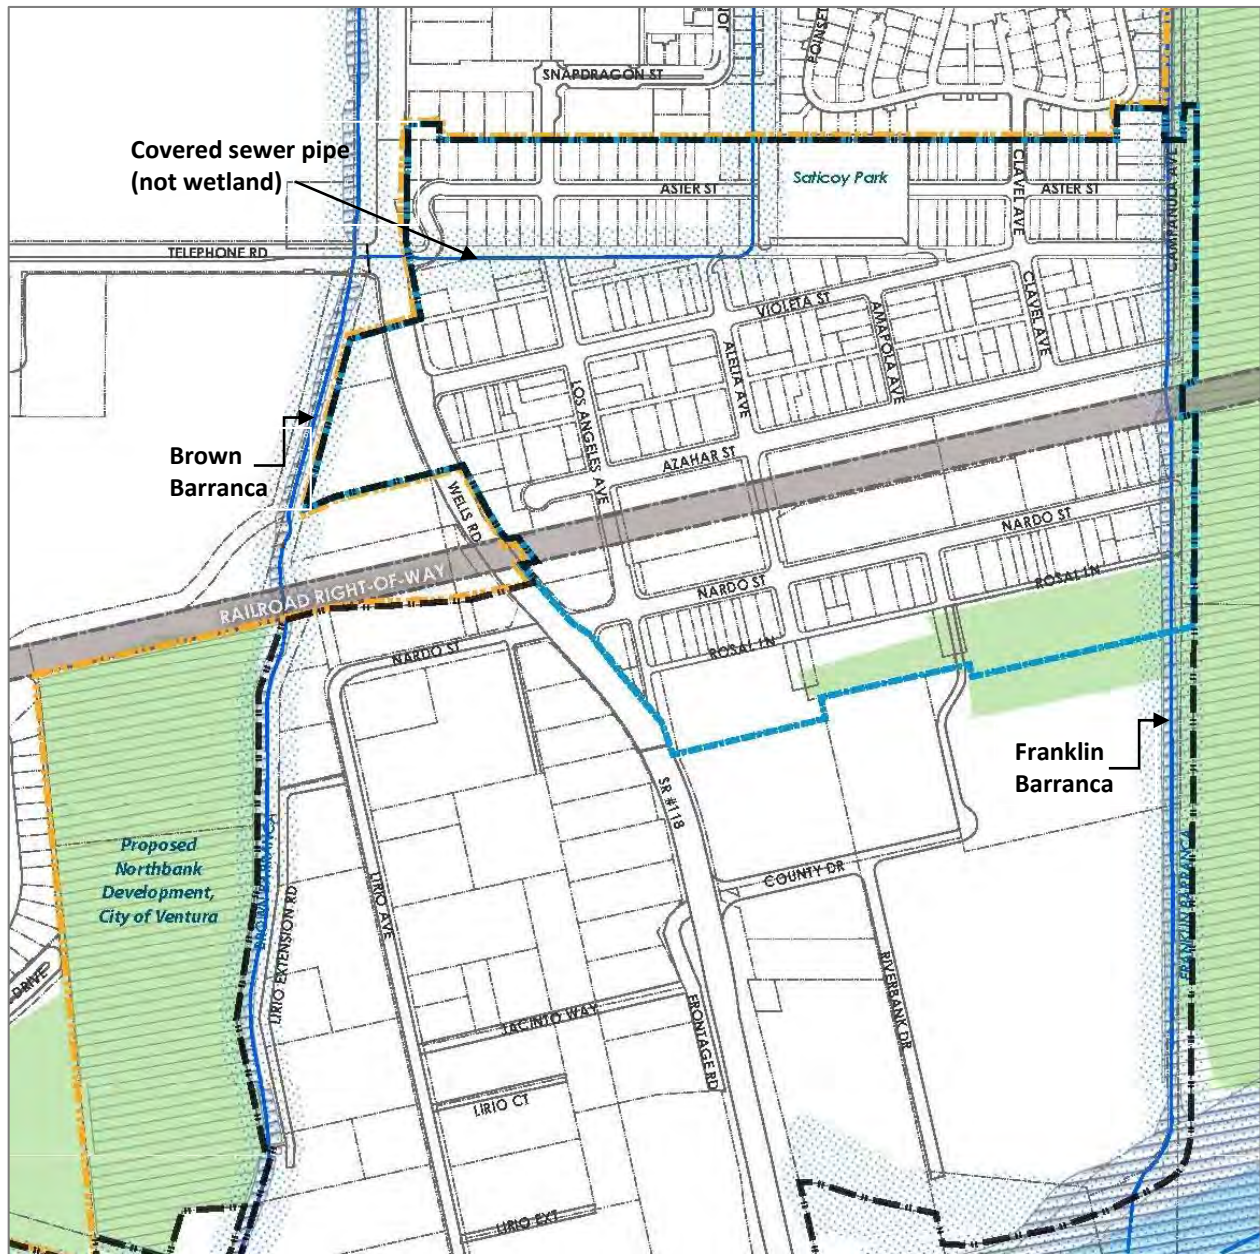 SNAPDRAGON ST
Covered sewer pipe
(not wetland)
Saticoy Park
CLAVEL AVE
CAMPANULA AVE
ASTER ST
ASTER ST
TELEPHONE RD
VIOLETA ST
AMAPOLA AVE
CLAVEL AVE
ALELIA AVE
LOS ANGELES AVE
Brown
Barranca
AZAHAR ST
WELLS RD
NARDO ST
RAILROAD RIGHT-OF-WAY
NARDO ST
ROSAL LN
NARDO ST
ROSAL LN
Franklin
Barranca
SR #118
Proposed
Northbank
Development,
City of Ventura
BROWN BARRANCA
LIRIO EXTENSION RD
LIRIO AVE
COUNTY DR
FRANKLIN BARRANCA
RIVERBANK DR
DRIVE
FRONTAGE RD
TACINTO WAY
LIRIO CT
LIRIO EXT